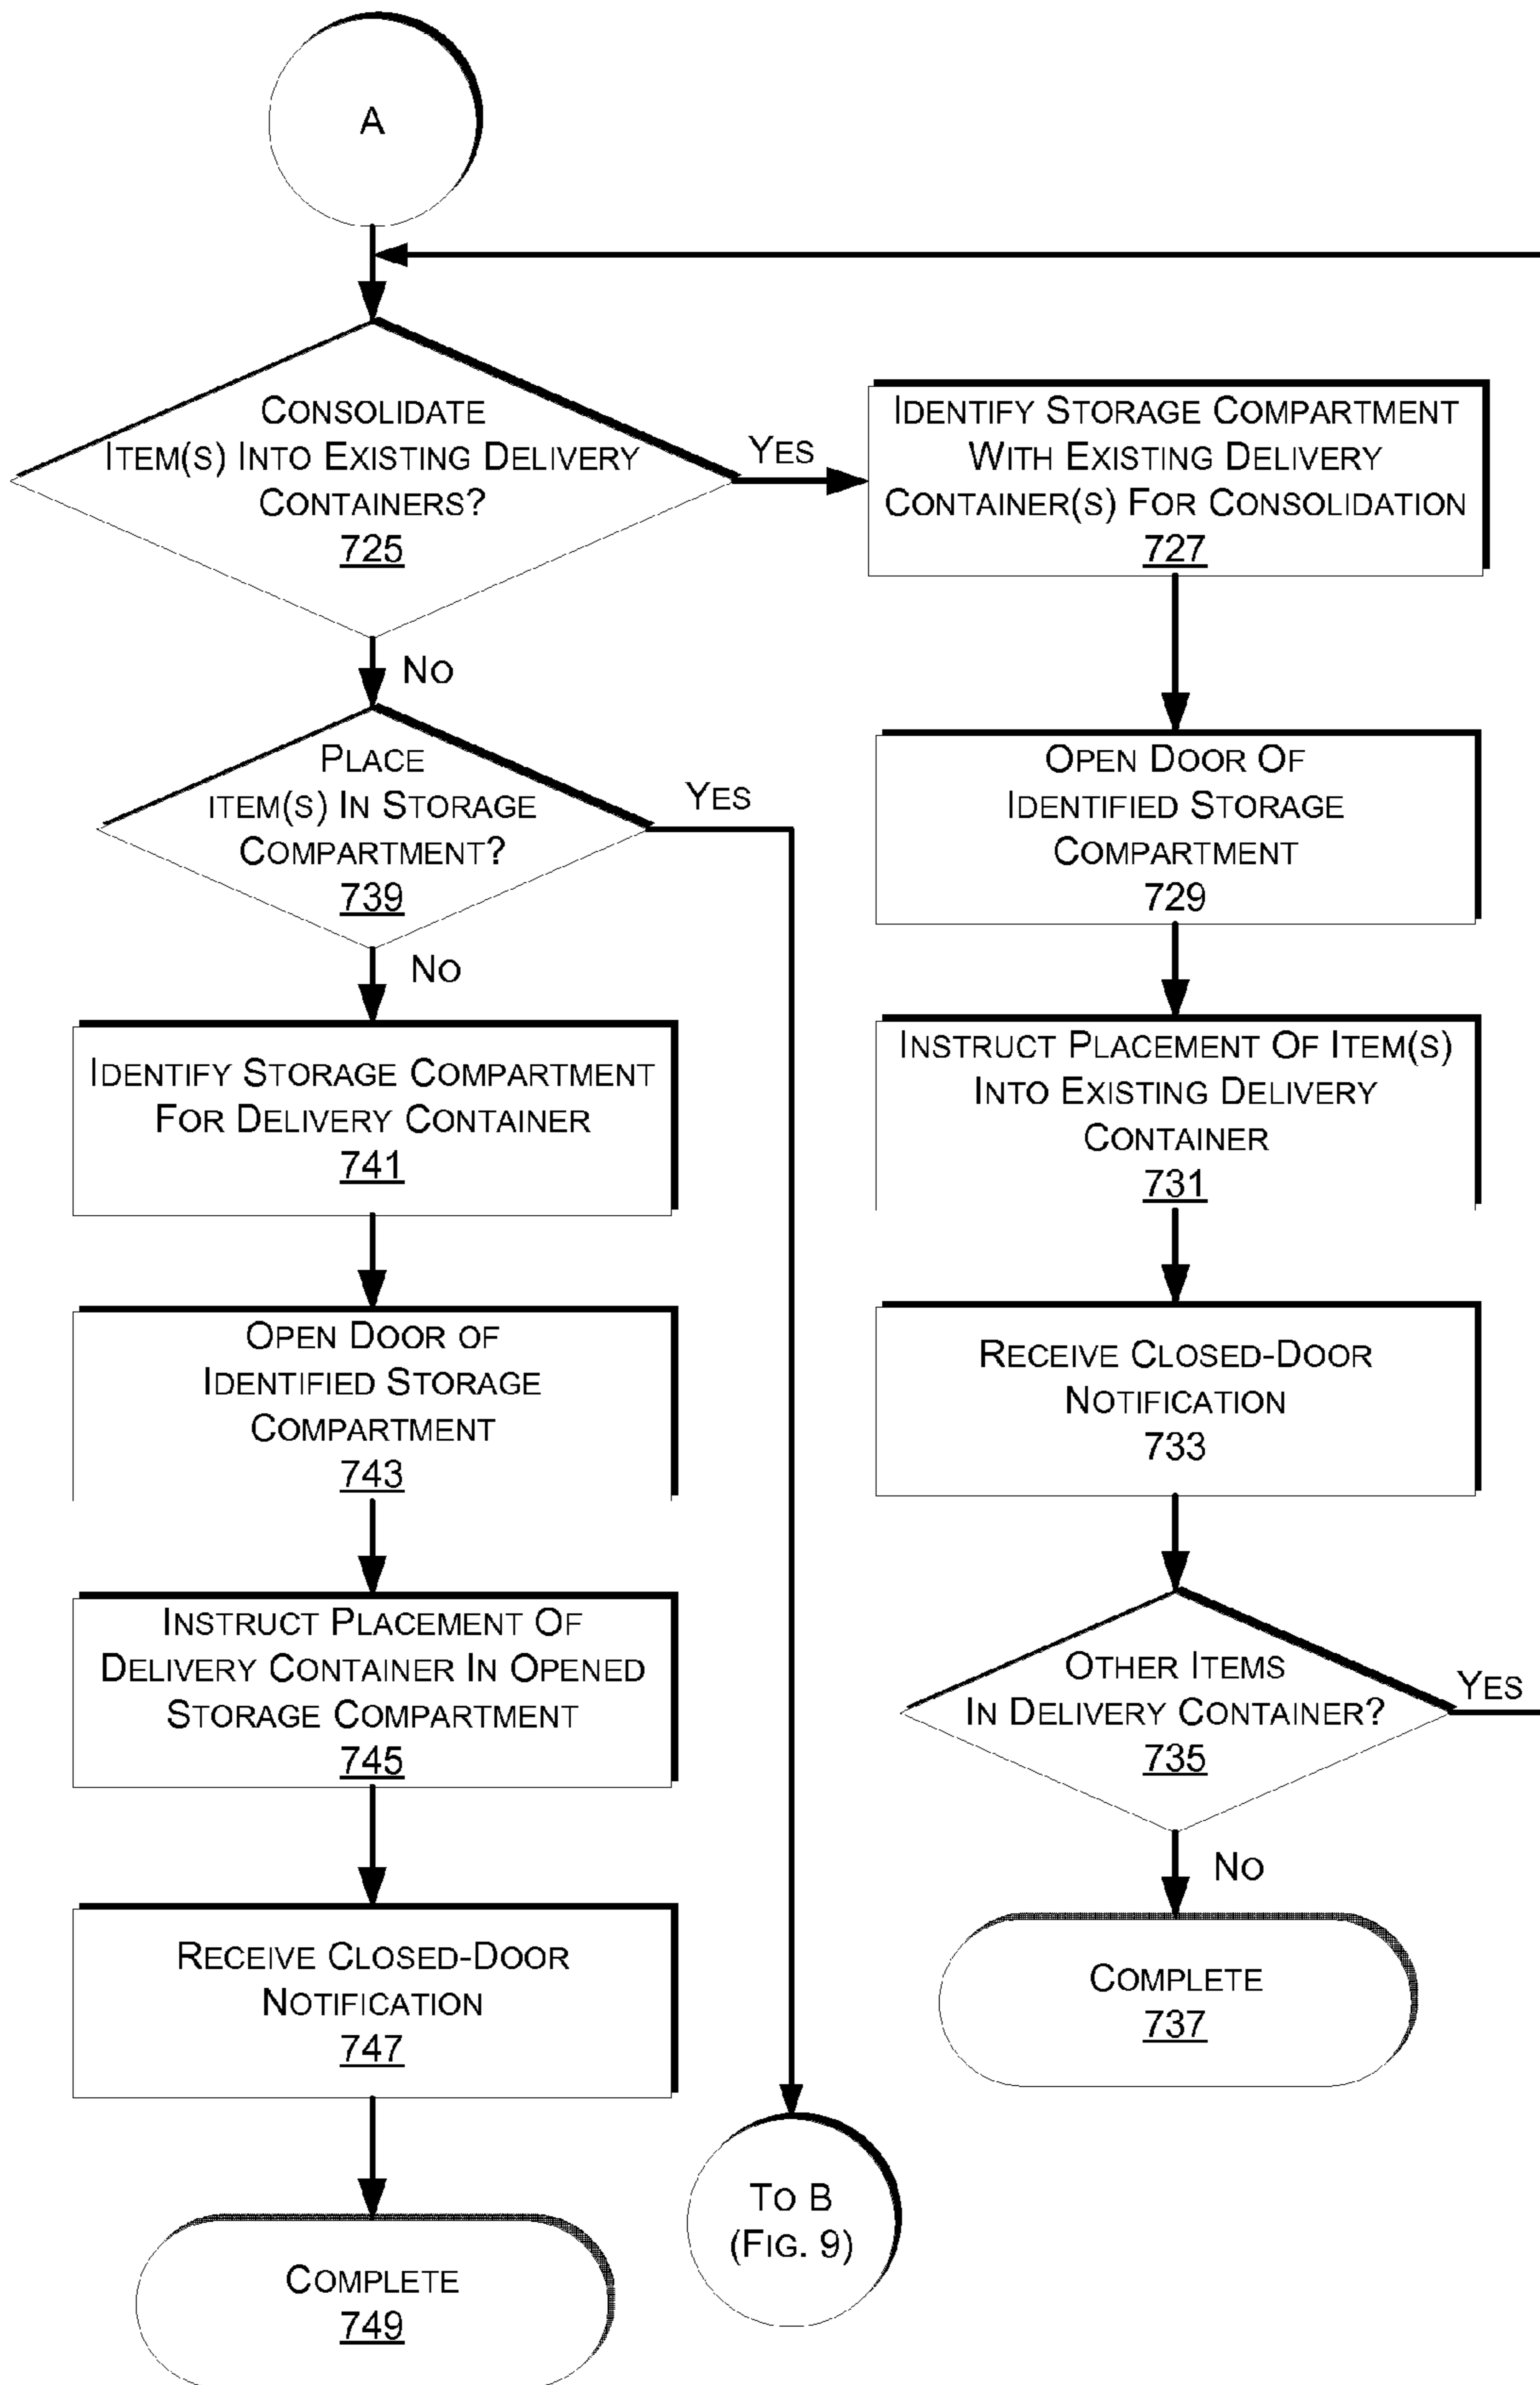 A
CONSOLIDATE
ITEM(S) INTO EXISTING DELIVERY
CONTAINERS?
725
YES
IDENTIFY STORAGE COMPARTMENT
WITH EXISTING DELIVERY
CONTAINER(S) FOR CONSOLIDATION
727
NO
PLACE
ITEM(S) IN STORAGE
COMPARTMENT?
739
YES
OPEN DOOR OF
IDENTIFIED STORAGE
COMPARTMENT
729
NO
IDENTIFY STORAGE COMPARTMENT
FOR DELIVERY CONTAINER
741
INSTRUCT PLACEMENT OF ITEM(S)
INTO EXISTING DELIVERY
CONTAINER
731
OPEN DOOR OF
IDENTIFIED STORAGE
COMPARTMENT
743
RECEIVE CLOSED-DOOR
NOTIFICATION
733
INSTRUCT PLACEMENT OF
DELIVERY CONTAINER IN OPENED
STORAGE COMPARTMENT
745
OTHER ITEMS
IN DELIVERY CONTAINER?
735
YES
NO
RECEIVE CLOSED-DOOR
NOTIFICATION
747
COMPLETE
737
TO B
(FIG. 9)
COMPLETE
749